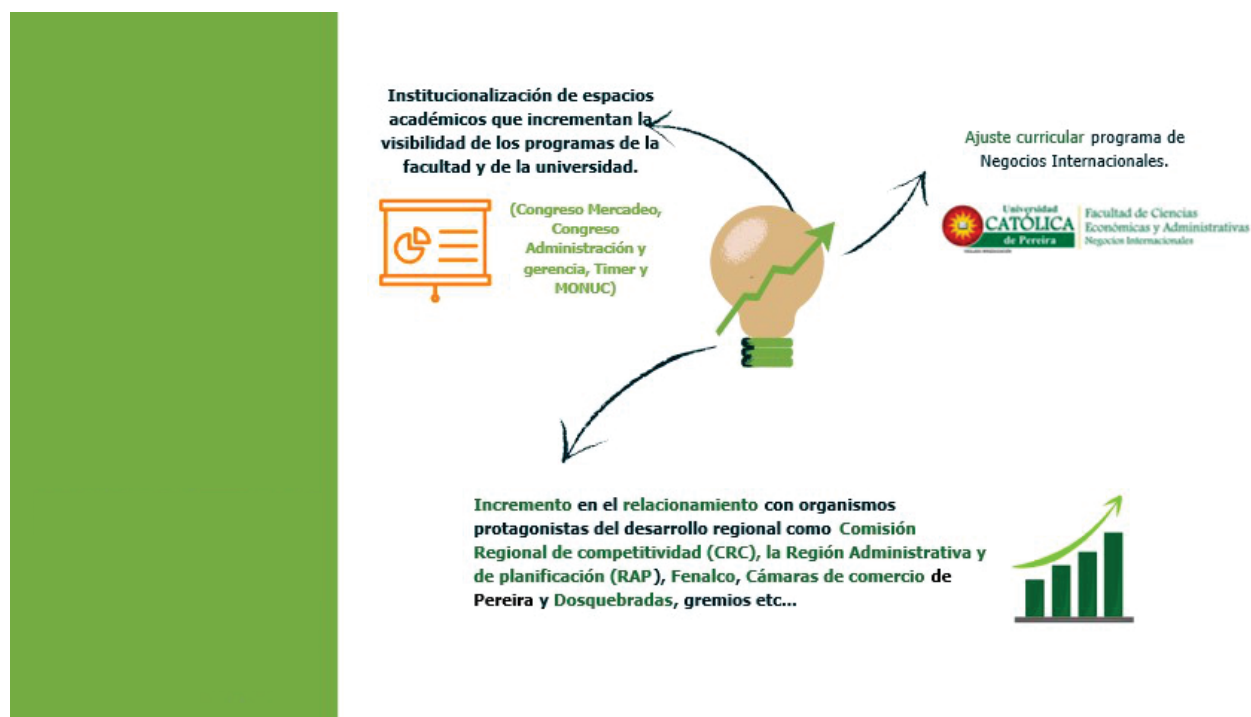 Institucionalización de espacios
académicos que incrementan la
visibilidad de los programas de la
facultad y de la universidad.
(Congreso Mercadeo,
Congreso
Administración y
gerencia, Timer y
MONUC)
Ajuste curricular programa de
Negocios Internacionales.
Universidad
CATÓLICA
de Pereira
Facultad de Ciencias
Económicas y Administrativas
Negocios Internacionales
Incremento en el relacionamiento con organismos
protagonistas del desarrollo regional como Comisión
Regional de competitividad (CRC), la Región Administrativa y
de planificación (RAP), Fenalco, Cámaras de comercio de
Pereira y Dosquebradas, gremios etc...